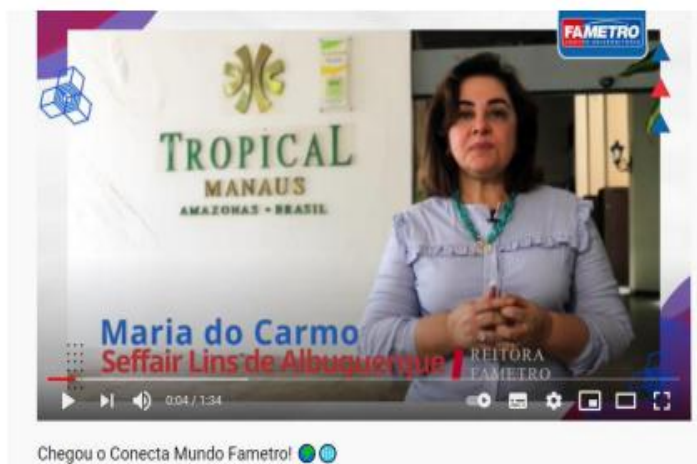 FAMETRO
TROPICAL
MANAUS
AMAZONAS • BRASIL
Maria do Carmo
Seffair Lins de Albuquerque
REITORA
FAMETRO
0:04 / 1:34
Chegou o Conecta Mundo Fametro!